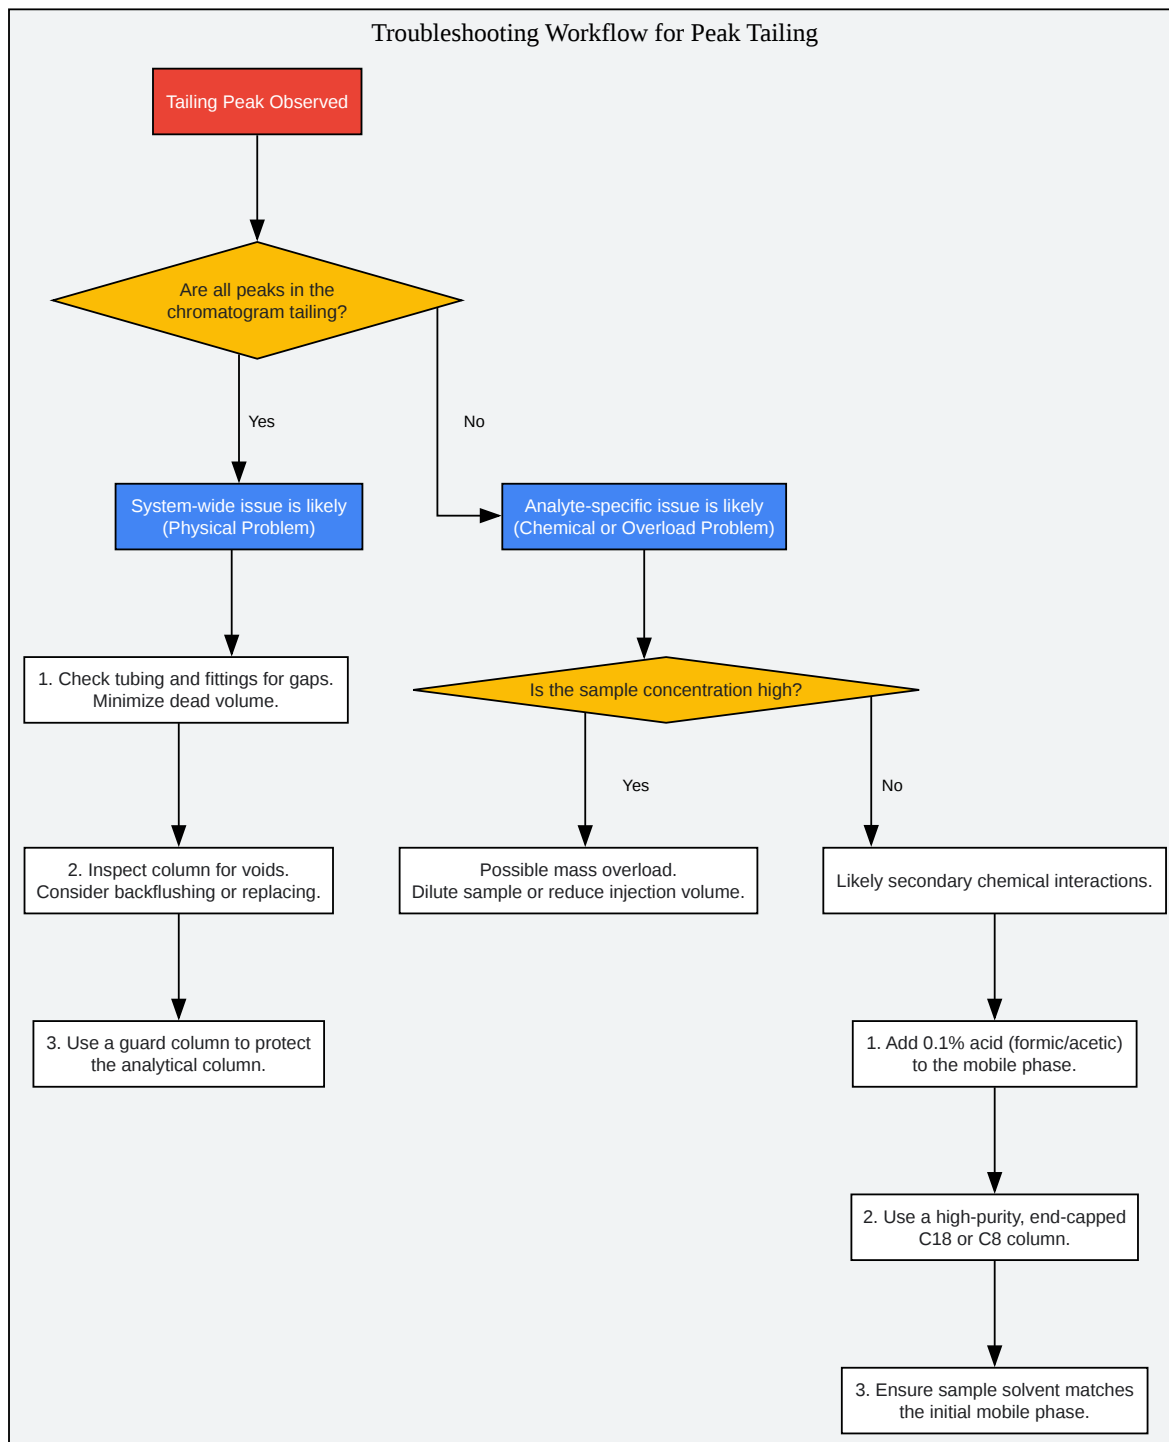 Troubleshooting Workflow for Peak Tailing
Tailing Peak Observed
Are all peaks in the
chromatogram tailing?
Yes
No
System-wide issue is likely
(Physical Problem)
Analyte-specific issue is likely
(Chemical or Overload Problem)
1. Check tubing and fittings for gaps.
Minimize dead volume.
Is the sample concentration high?
Yes
No
2. Inspect column for voids.
Consider backflushing or replacing.
Possible mass overload.
Dilute sample or reduce injection volume.
Likely secondary chemical interactions.
3. Use a guard column to protect
the analytical column.
1. Add 0.1% acid (formic/acetic)
to the mobile phase.
2. Use a high-purity, end-capped
C18 or C8 column.
3. Ensure sample solvent matches
the initial mobile phase.